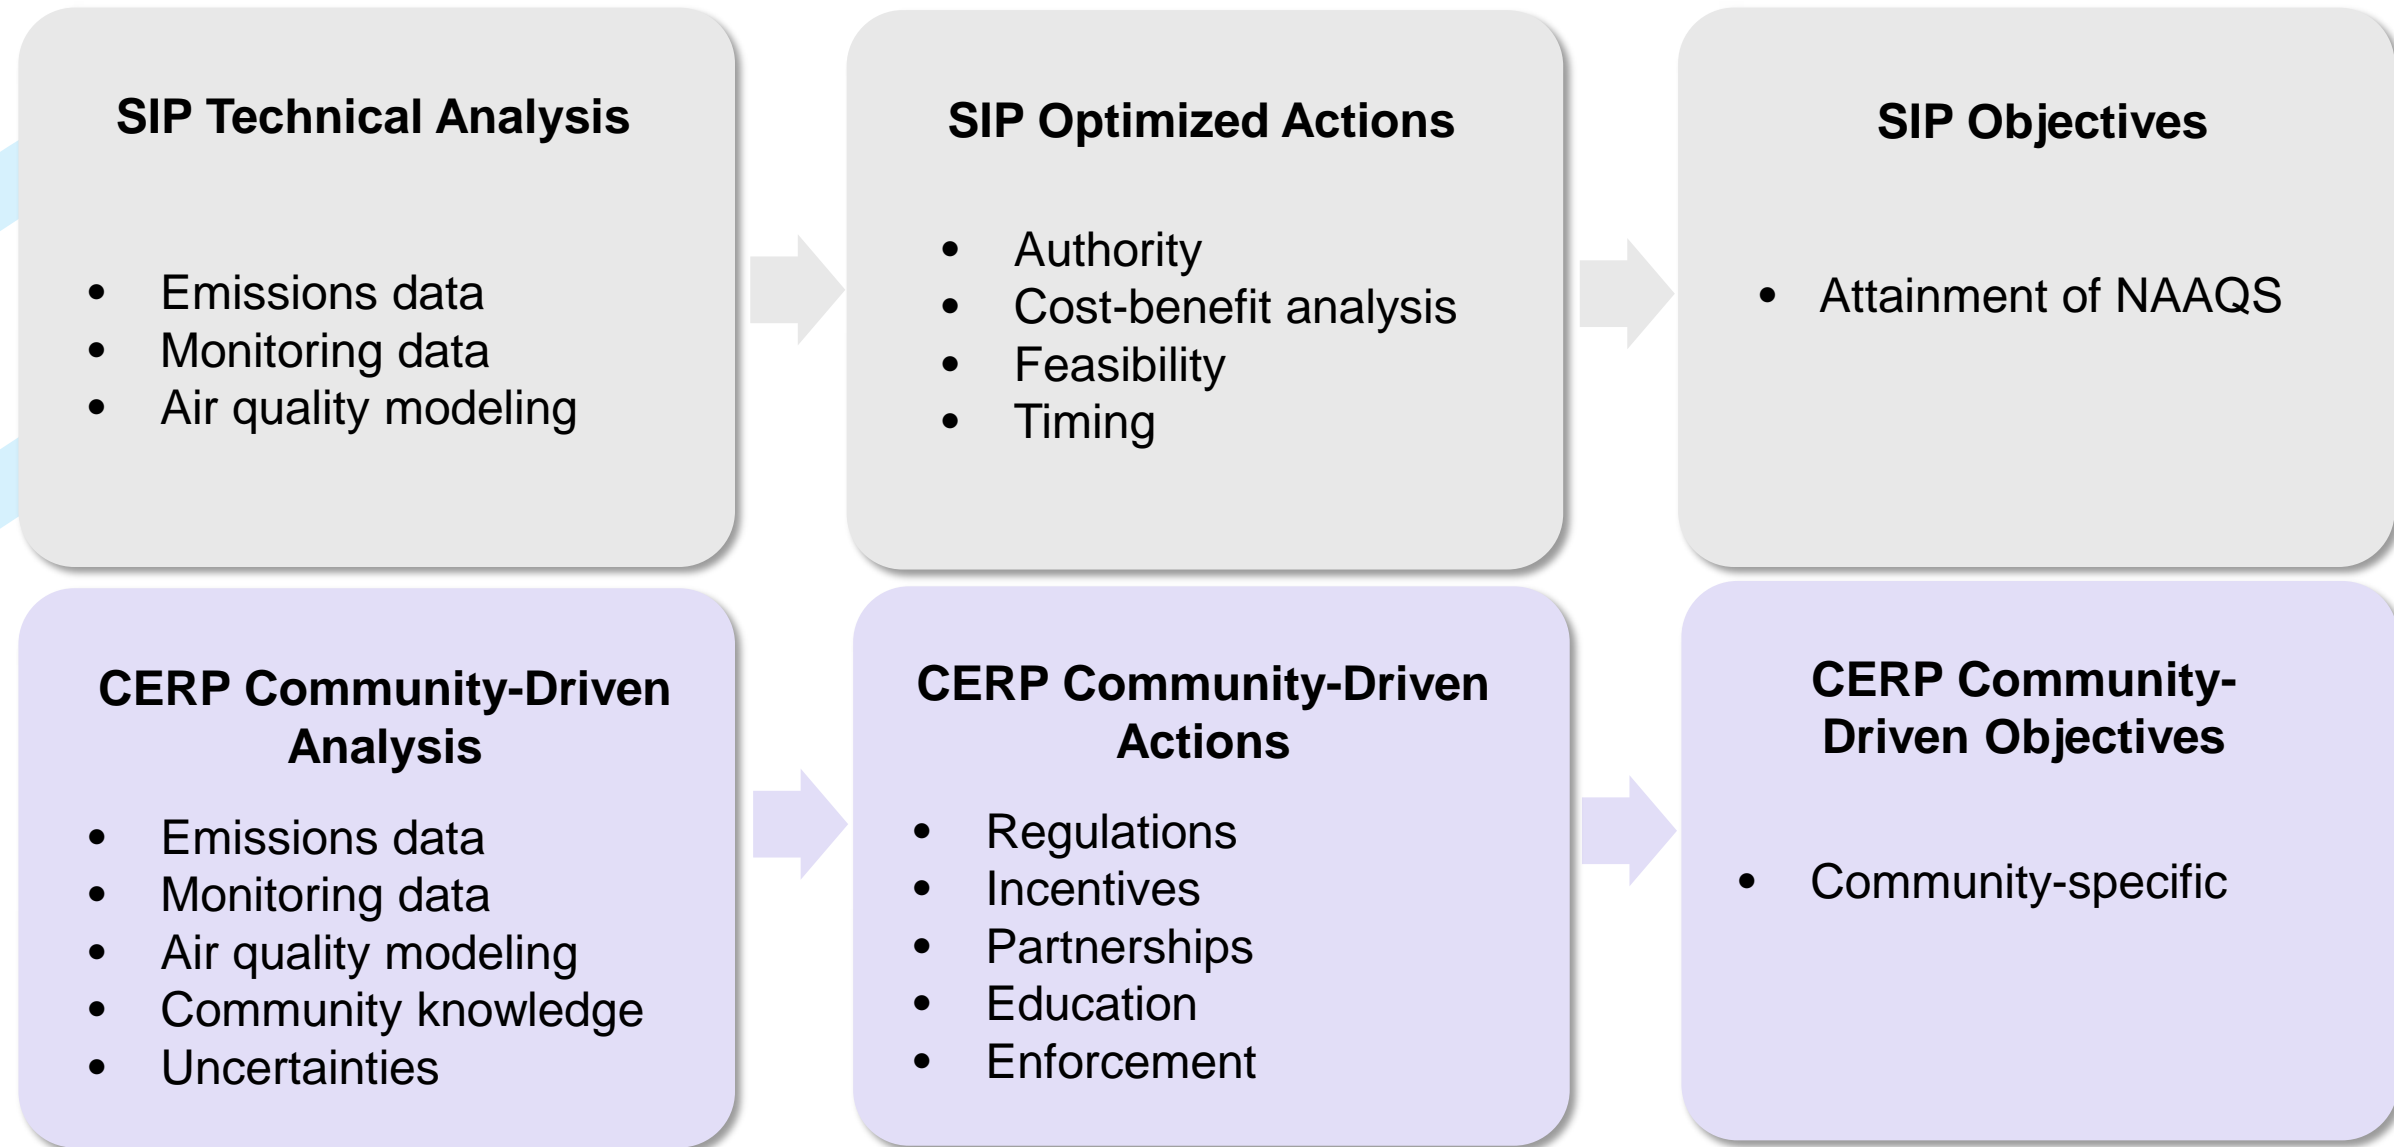 SIP Technical Analysis
• Emissions data
• Monitoring data
• Air quality modeling
SIP Optimized Actions
• Authority
• Cost-benefit analysis
• Feasibility
• Timing
SIP Objectives
• Attainment of NAAQS
CERP Community-Driven
Analysis
• Emissions data
• Monitoring data
• Air quality modeling
• Community knowledge
• Uncertainties
CERP Community-Driven
Actions
• Regulations
• Incentives
• Partnerships
• Education
• Enforcement
CERP Community-
Driven Objectives
• Community-specific